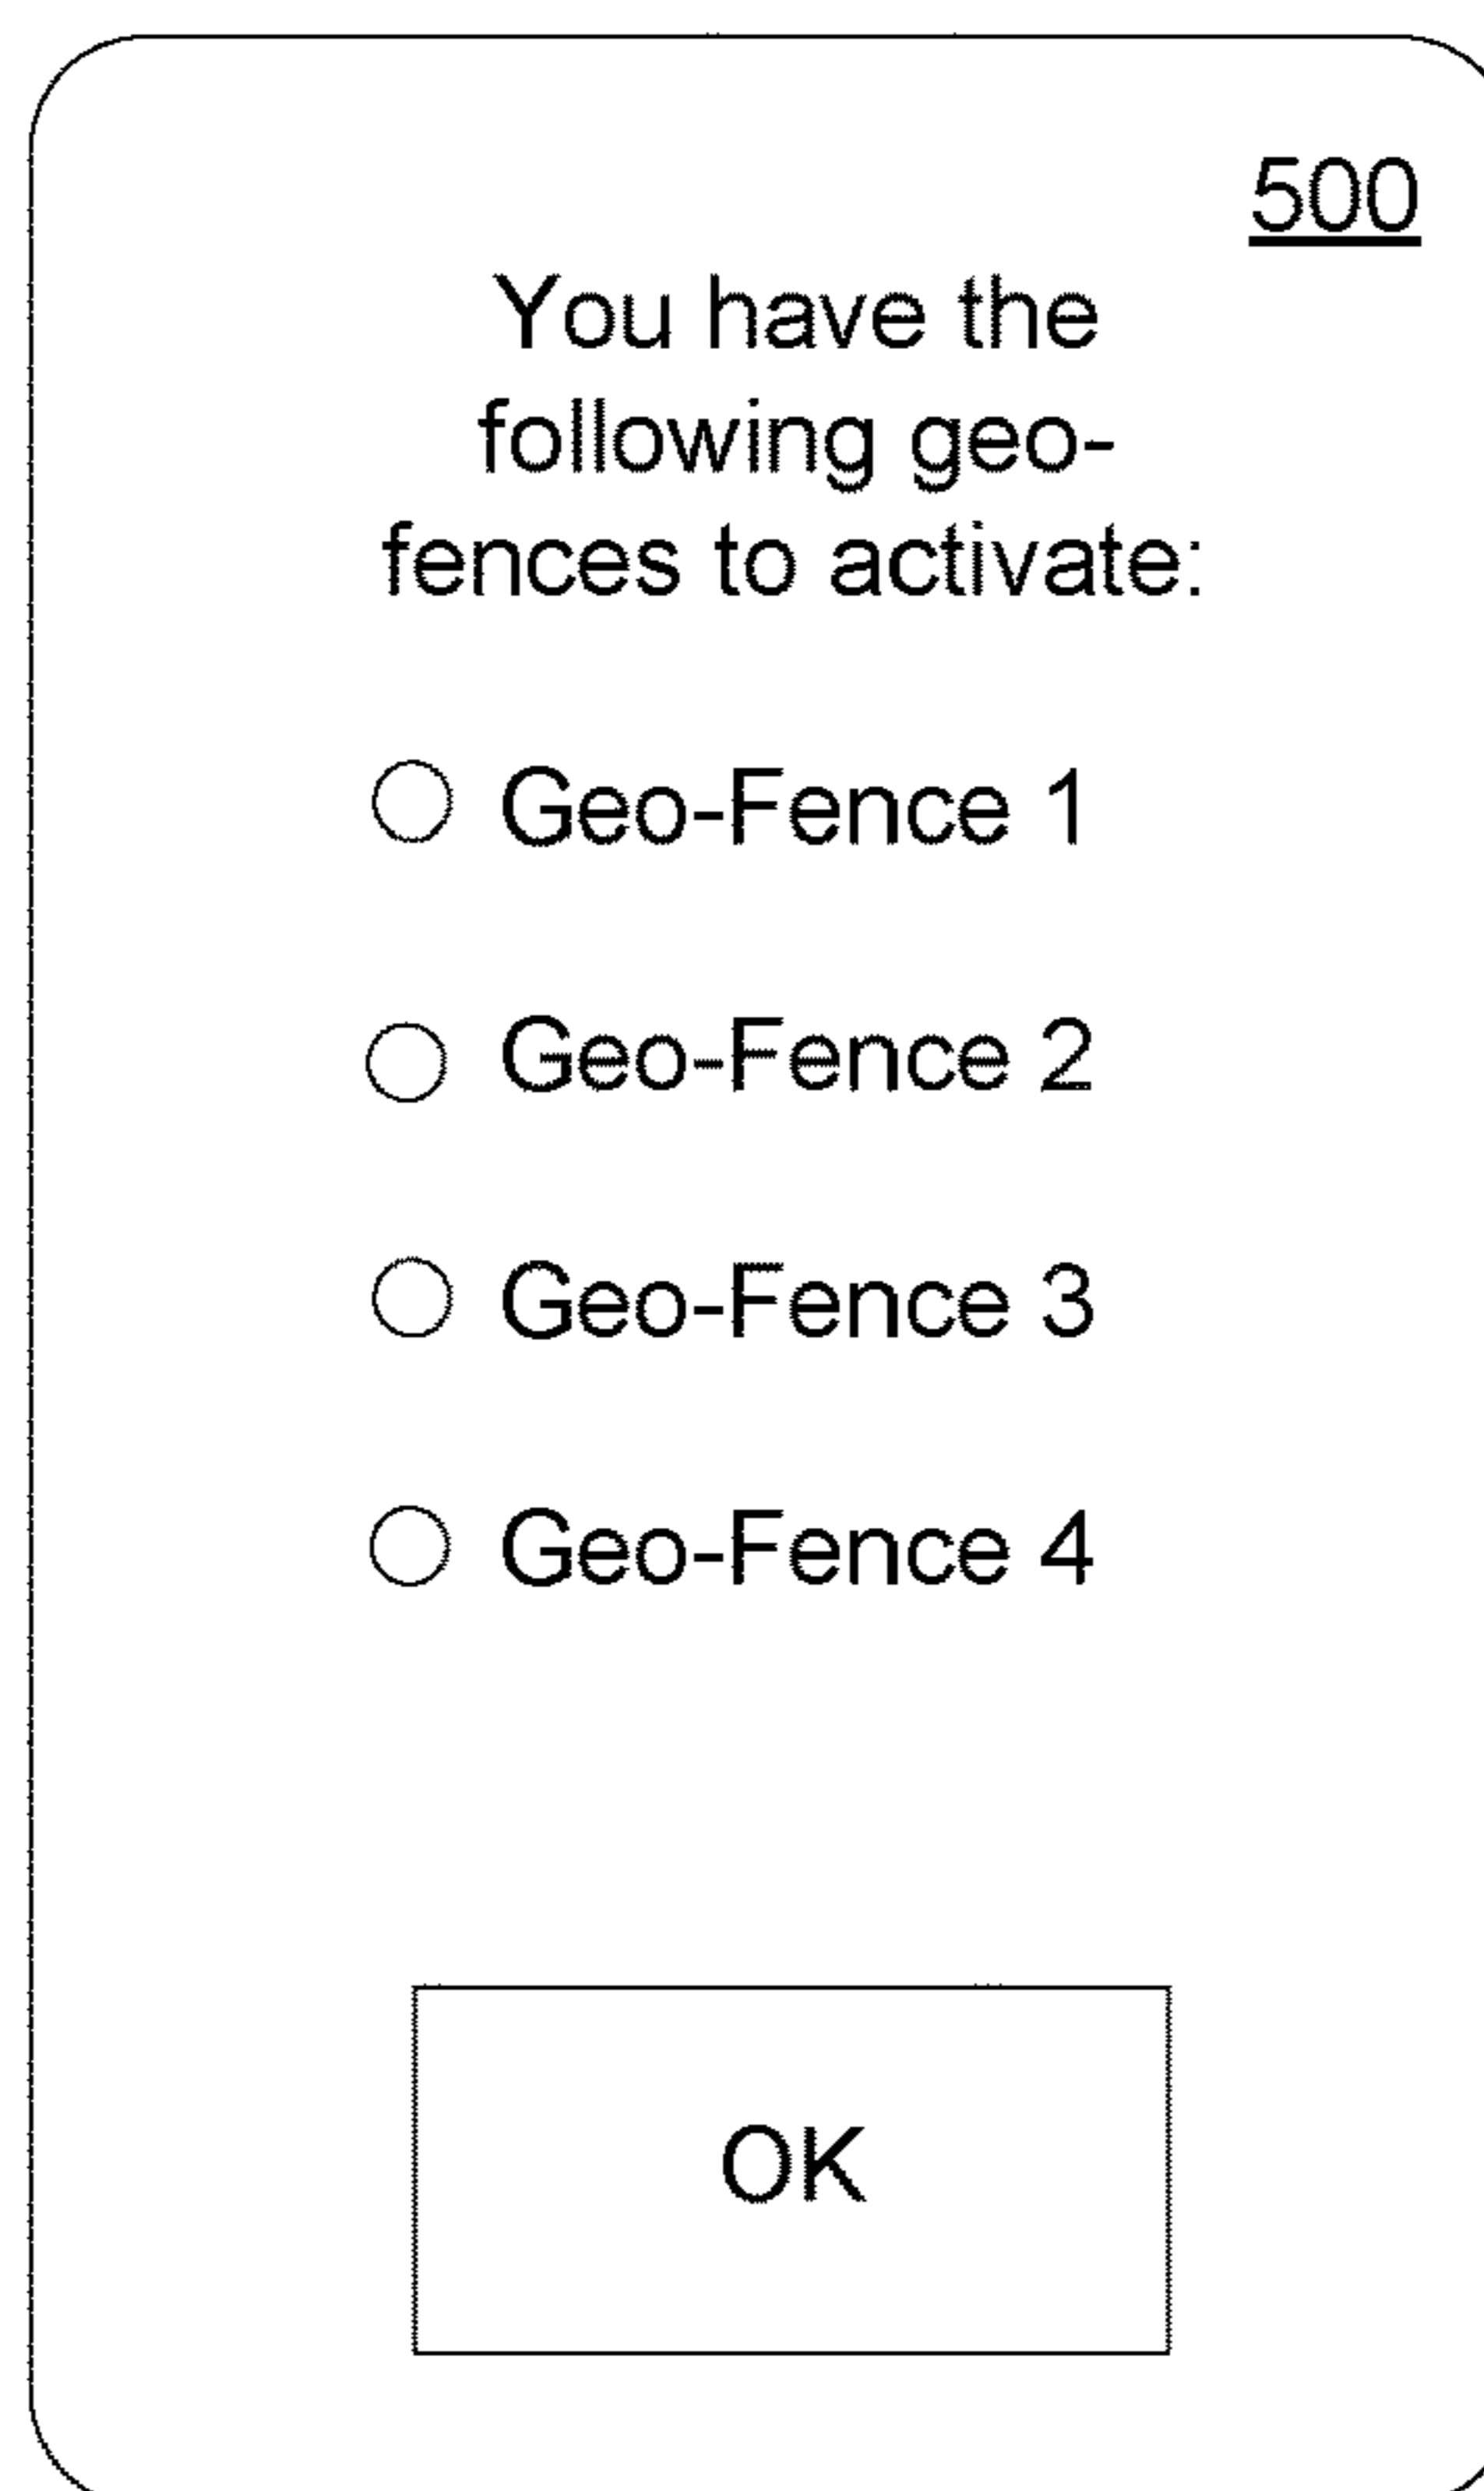 500
You have the
following geo-
fences to activate:
Geo-Fence 1
Geo-Fence 2
Geo-Fence 3
Geo-Fence 4
OK